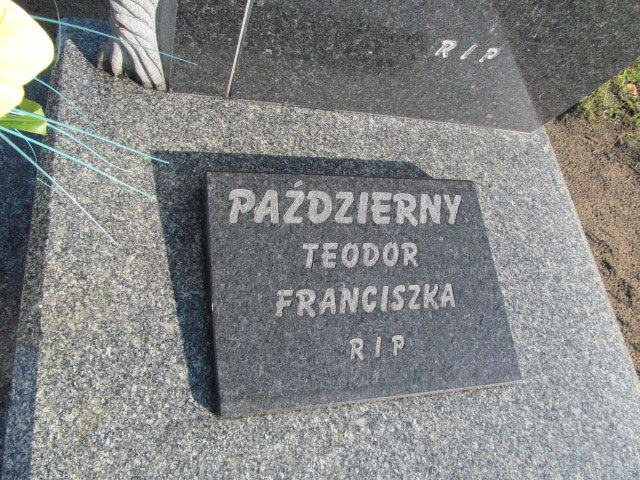 R I P
PAŹDZIERNY
TEODOR
FRANCISZKA
R I P